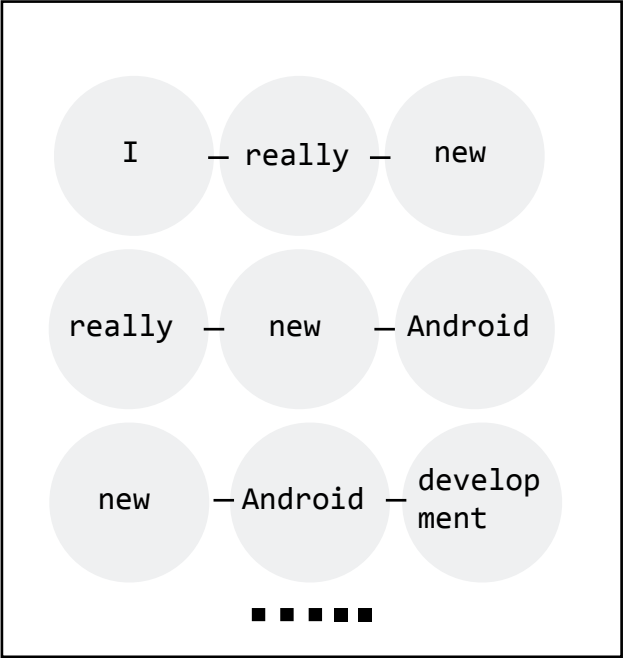 I — really — new
really — new — Android
new — Android — develop
ment